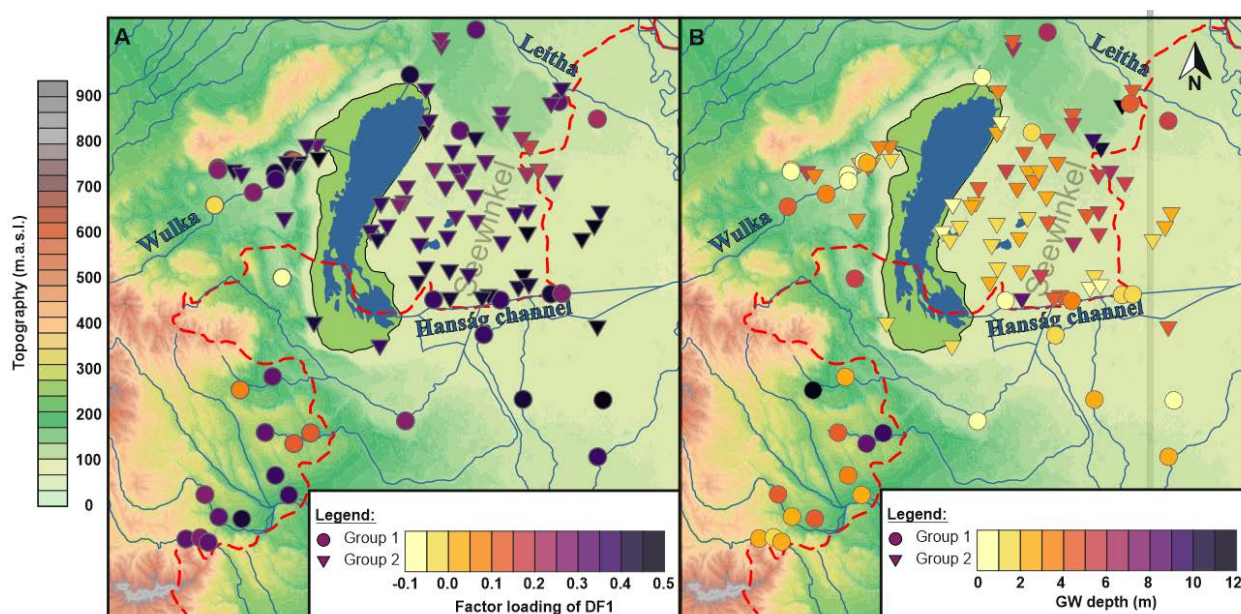 A
B
Leitha
Leitha
N
Topography (m.a.s.l.)
900
800
700
600
500
400
300
200
100
0
Wulka
Wulka
Seewinkel
Seewinkel
Hanság channel
Hanság channel
Legend:
Group 1
Group 2
-0.1 0.0 0.1 0.2 0.3 0.4 0.5
Factor loading of DF1
Legend:
Group 1
Group 2
0 2 4 6 8 10 12
GW depth (m)